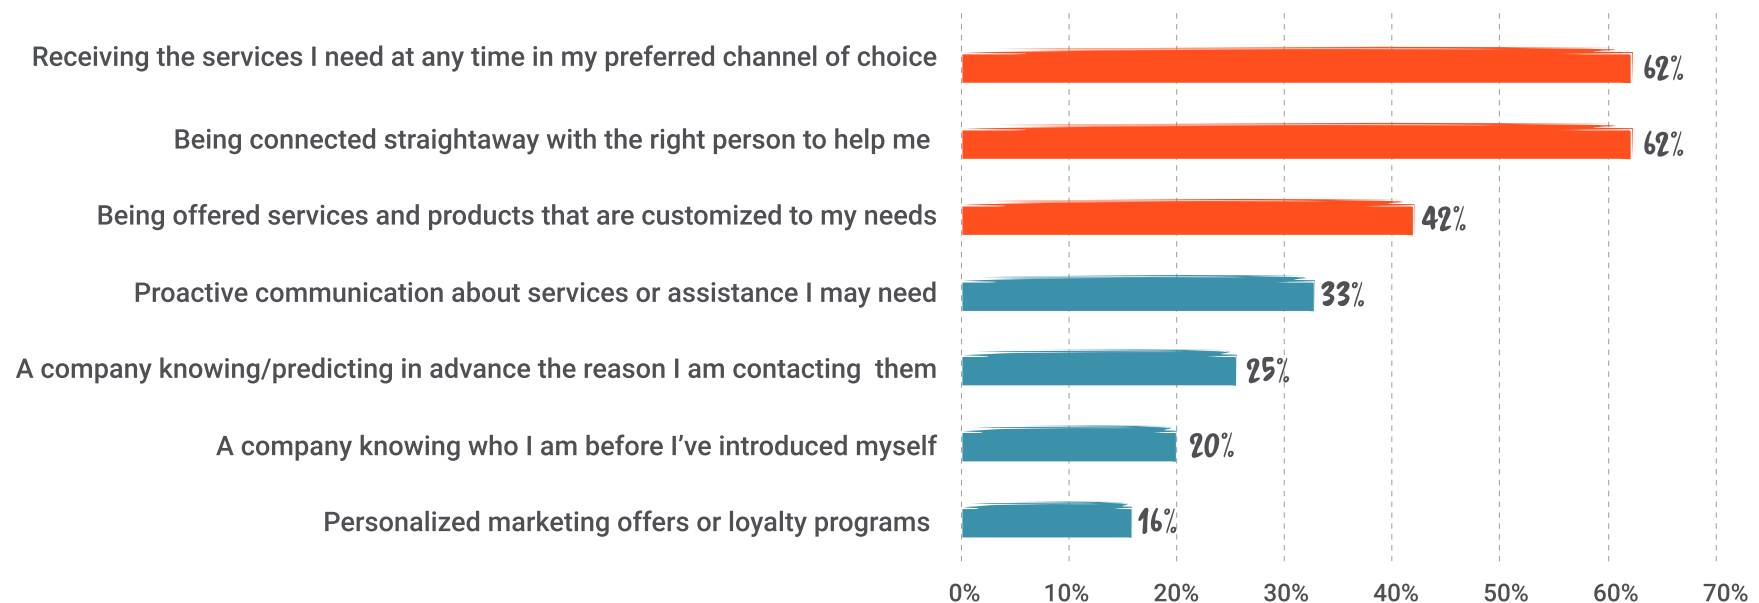 Receiving the services I need at any time in my preferred channel of choice 62%
Being connected straightaway with the right person to help me 62%
Being offered services and products that are customized to my needs 42%
Proactive communication about services or assistance I may need 33%
A company knowing/predicting in advance the reason I am contacting them 25%
A company knowing who I am before I’ve introduced myself 20%
Personalized marketing offers or loyalty programs 16%
0% 10% 20% 30% 40% 50% 60% 70%